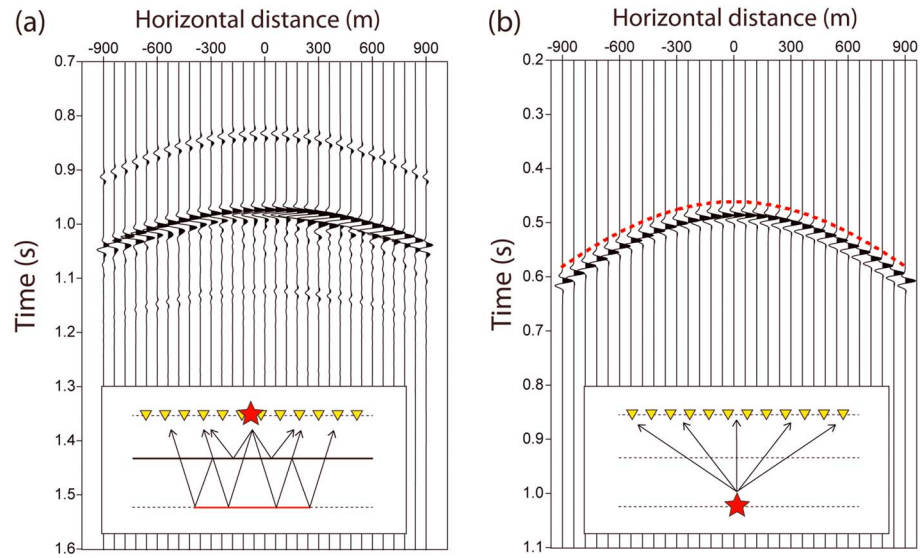 (a)
Horizontal distance (m)
-900 -600 -300 0 300 600 900
Time (s)
0.7
0.8
0.9
1.0
1.1
1.2
1.3
1.4
1.5
1.6
(b)
Horizontal distance (m)
-900 -300 0 300 600 900
Time (s)
0.2
0.3
0.4
0.5
0.6
0.7
0.8
0.9
1.0
1.1